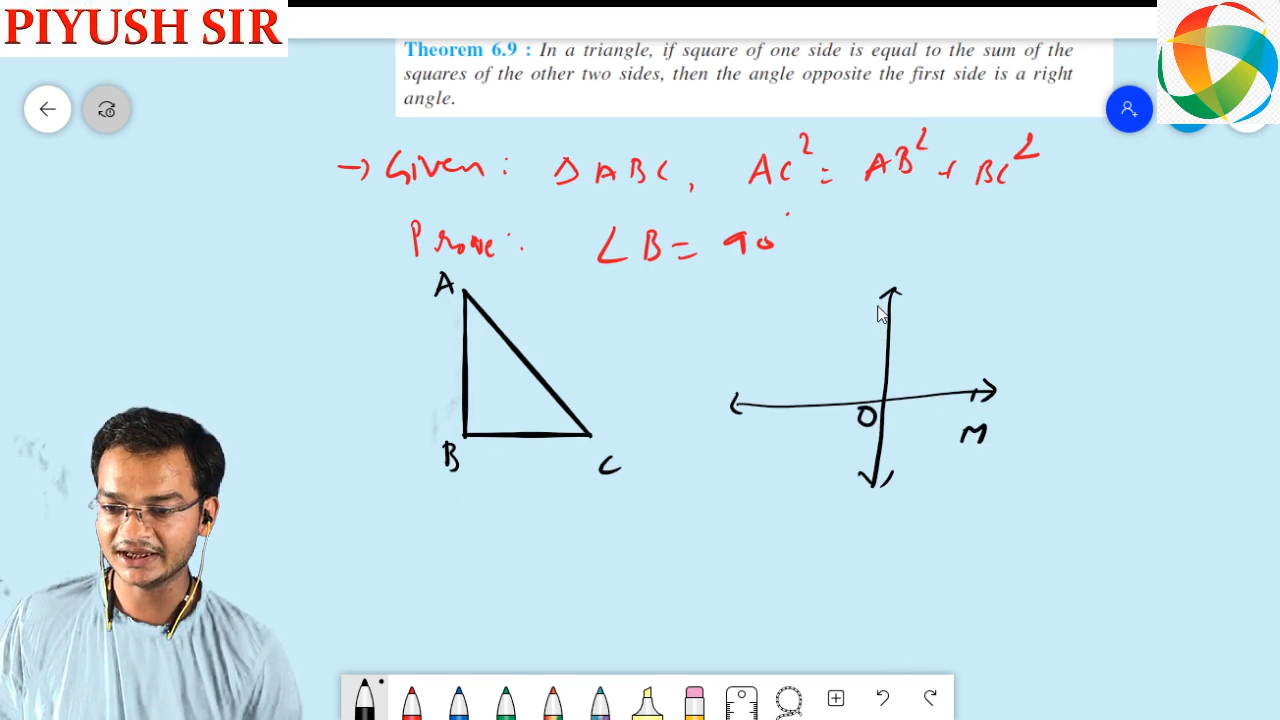 PIYUSH SIR
Theorem 6.9 : In a triangle, if square of one side is equal to the sum of the
squares of the other two sides, then the angle opposite the first side is a right
angle.
→ Given : Δ ABC, AC² = AB² + BC²
Prove : ∠B = 90°
A
B
C
O
M